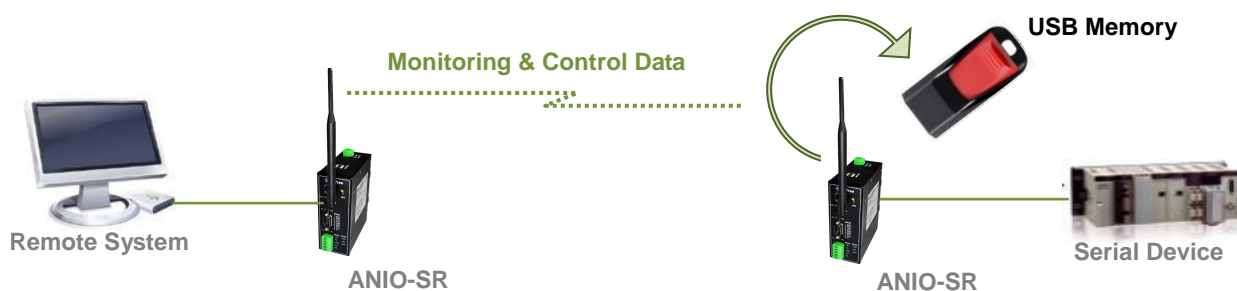 USB Memory
Monitoring & Control Data
Remote System
Serial Device
ANIO-SR
ANIO-SR